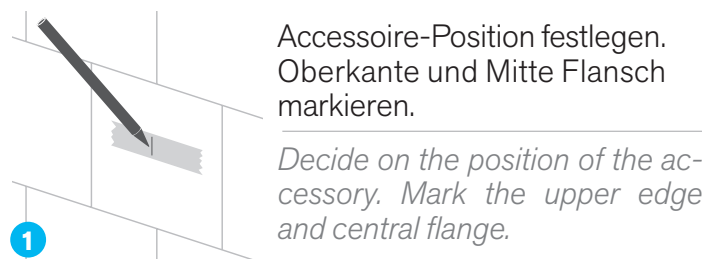 Accessoire-Position festlegen.
Oberkante und Mitte Flansch
markieren.
Decide on the position of the ac-
cessory. Mark the upper edge
and central flange.
1